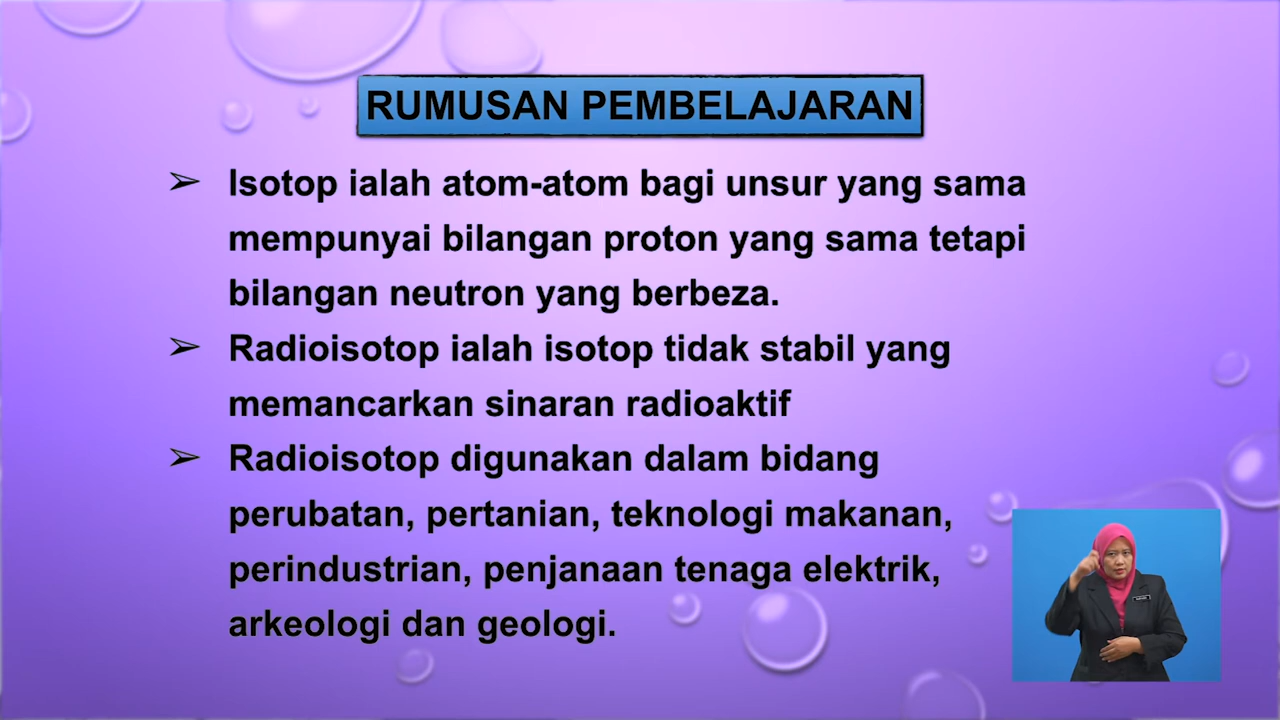 RUMUSAN PEMBELAJARAN
➢ Isotop ialah atom-atom bagi unsur yang sama
mempunyai bilangan proton yang sama tetapi
bilangan neutron yang berbeza.
➢ Radioisotop ialah isotop tidak stabil yang
memancarkan sinaran radioaktif
➢ Radioisotop digunakan dalam bidang
perubatan, pertanian, teknologi makanan,
perindustrian, penjanaan tenaga elektrik,
arkeologi dan geologi.